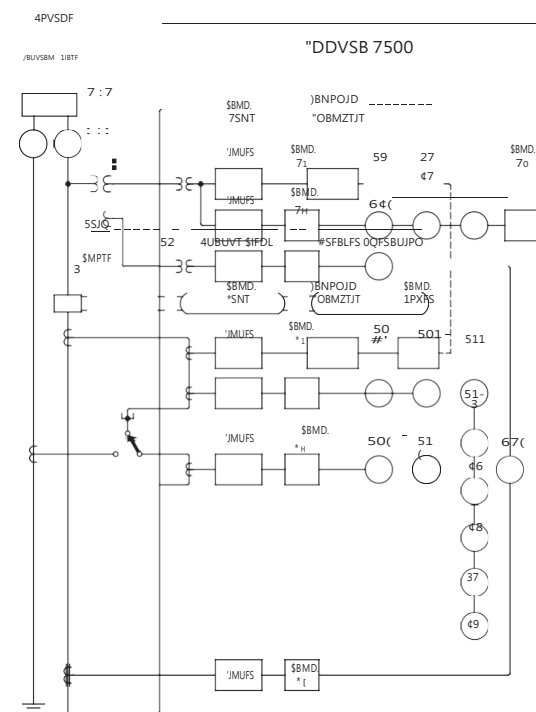 4PVSDF
"DDVSB 7500
/BUVSBM 1IBTF
7 : 7
$BMD.
7SNT
)BNPOJD
"OBMZTJT
: : :
'JMUFS
$BMD.
71
59
27
¢7
$BMD.
70
'JMUFS
$BMD.
7H
6¢(
5SJQ
52
4UBUVT $IFDL
#SFBLFS 0QFSBUJPO
$MPTF
3
$BMD.
*SNT
)BNPOJD
"OBMZTJT
$BMD.
1PXFS
'JMUFS
$BMD.
*1
50
#'
501
511
51-
3
'JMUFS
$BMD.
*H
50(
51
(
67(
¢6
¢8
37
¢9
'JMUFS
$BMD.
*[